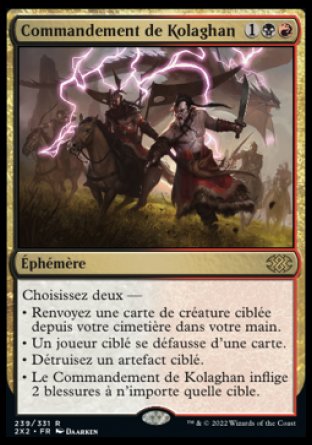 Commandement de Kolaghan 1
Éphémère
Choisissez deux —
• Renvoyez une carte de créature ciblée
depuis votre cimetière dans votre main.
• Un joueur ciblé se défausse d'une carte.
• Détruisez un artefact ciblé.
• Le Commandement de Kolaghan inflige
2 blessures à n'importe quelle cible.
239/331 R
2X2 • FR Daarken
™ & © 2022 Wizards of the Coast